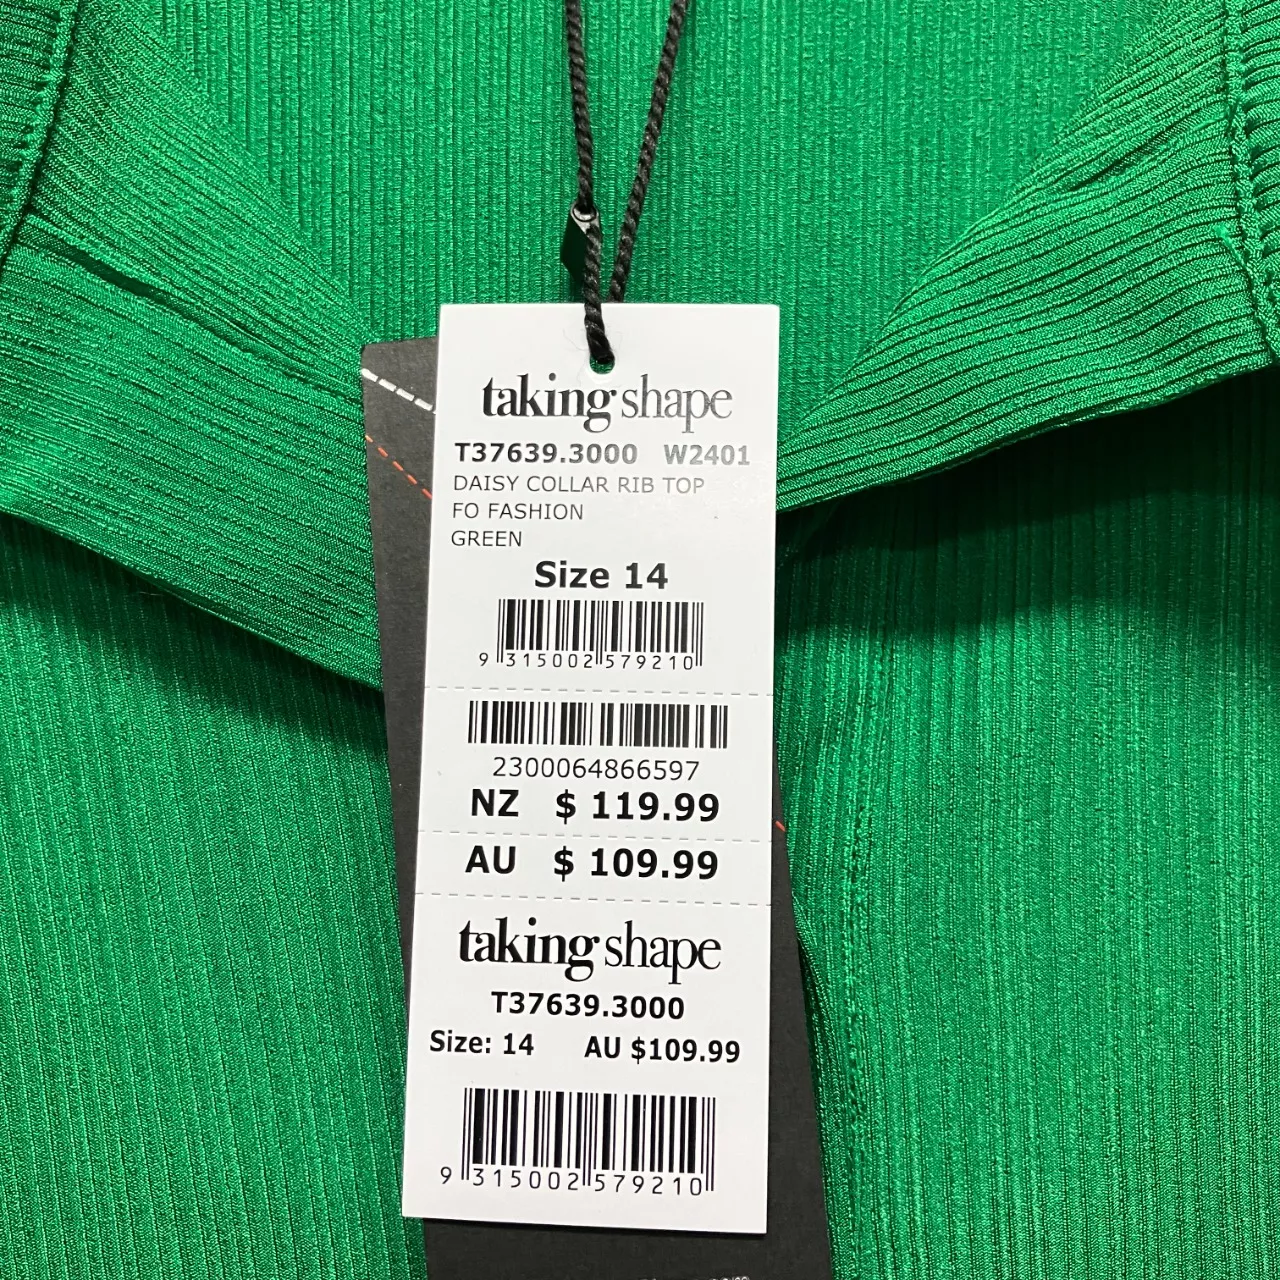 taking shape
T37639.3000 W2401
DAISY COLLAR RIB TOP
FO FASHION
GREEN
Size 14
9 315002 579210
2300064866597
NZ $ 119.99
AU $ 109.99
taking shape
T37639.3000
Size: 14 AU $109.99
9 315002 579210